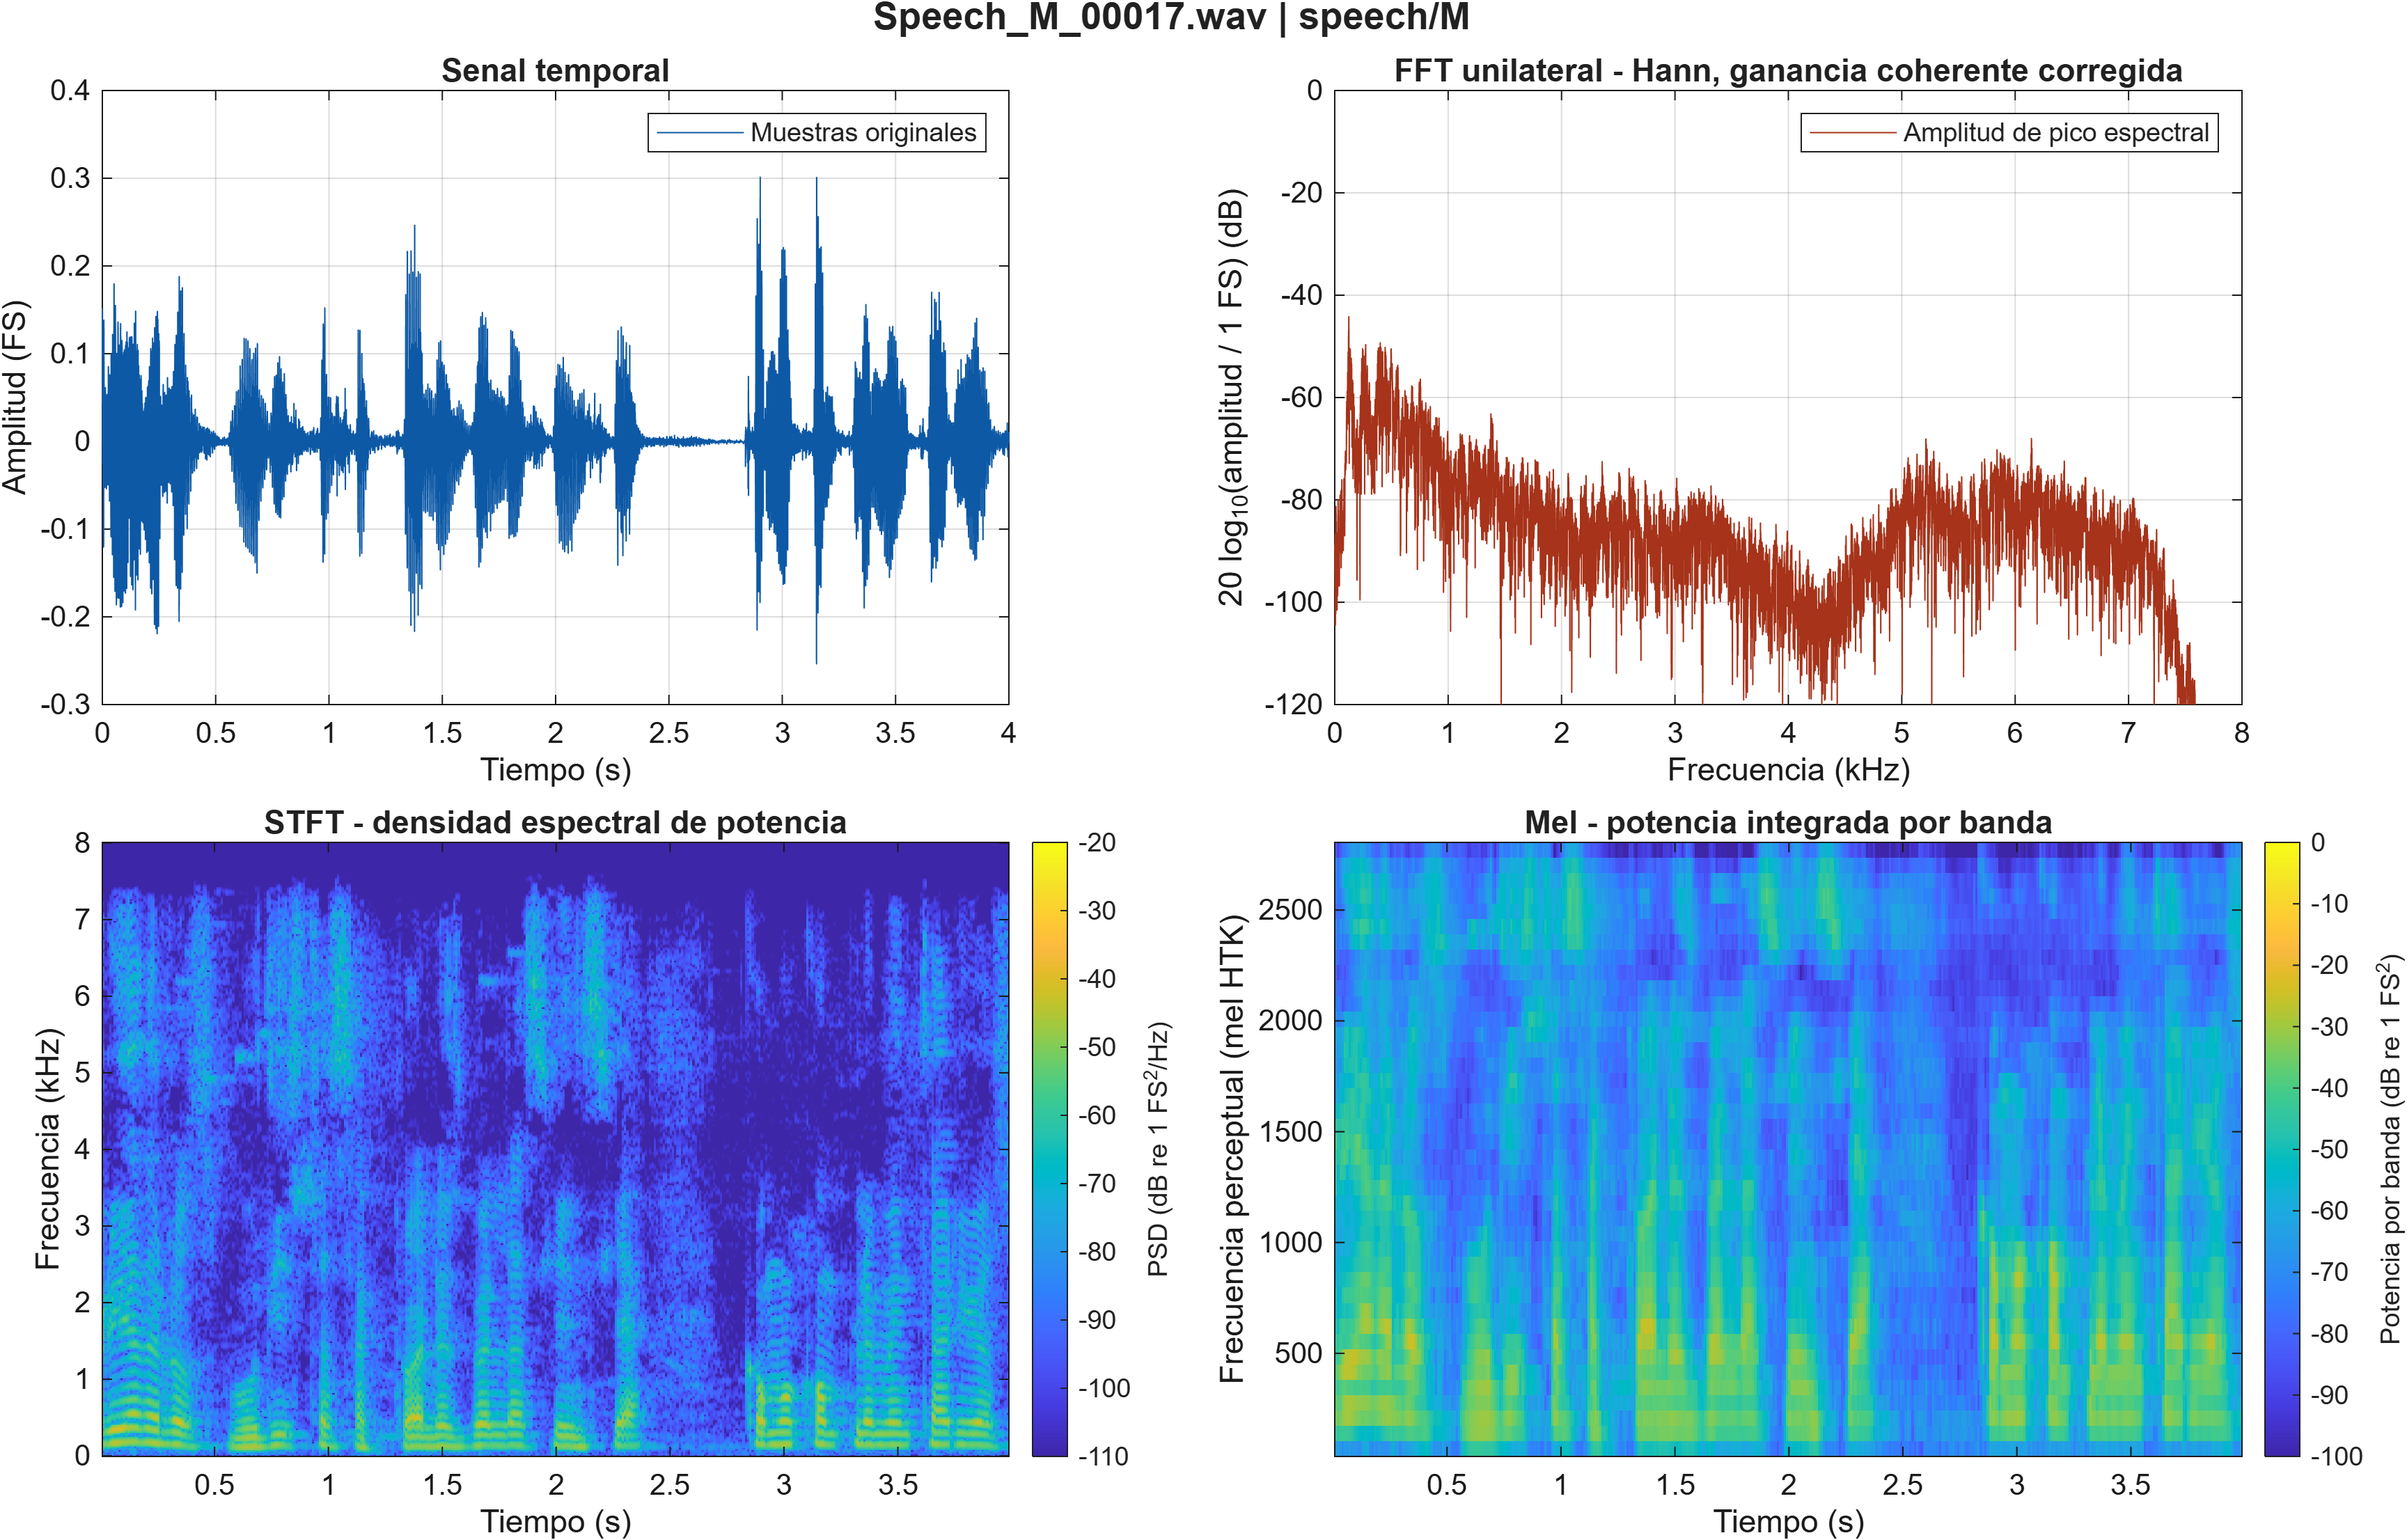 Speech_M_00017.wav | speech/M
Senal temporal
Amplitud (FS)
0.4
0.3
0.2
0.1
0
-0.1
-0.2
-0.3
Muestras originales
0 0.5 1 1.5 2 2.5 3 3.5 4
Tiempo (s)
FFT unilateral - Hann, ganancia coherente corregida
20 log10(amplitud / 1 FS) (dB)
0
-20
-40
-60
-80
-100
-120
Amplitud de pico espectral
0 1 2 3 4 5 6 7 8
Frecuencia (kHz)
STFT - densidad espectral de potencia
Frecuencia (kHz)
8
7
6
5
4
3
2
1
0
0.5 1 1.5 2 2.5 3 3.5
Tiempo (s)
-20
-30
-40
-50
-60
-70
-80
-90
-100
-110
PSD (dB re 1 FS²/Hz)
Mel - potencia integrada por banda
Frecuencia perceptual (mel HTK)
2500
2000
1500
1000
500
0.5 1 1.5 2 2.5 3 3.5
Tiempo (s)
0
-10
-20
-30
-40
-50
-60
-70
-80
-90
-100
Potencia por banda (dB re 1 FS²)